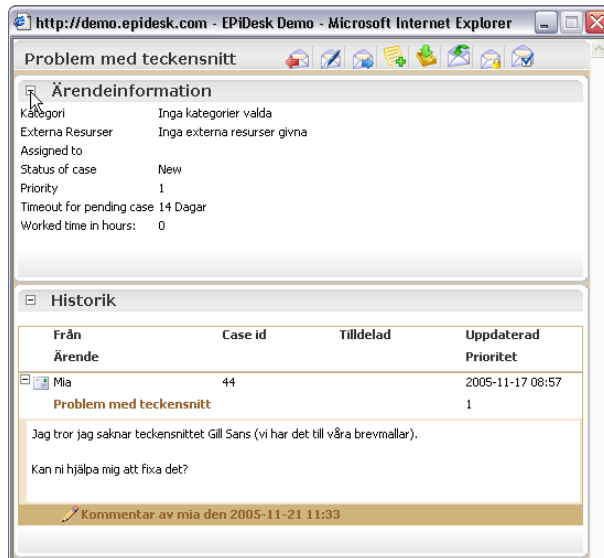 http://demo.epidesk.com - EPiDesk Demo - Microsoft Internet Explorer
Problem med teckensnitt
Ärendeinformation
Kategori Inga kategorier valda
Externa Resurser Inga externa resurser givna
Assigned to
Status of case New
Priority 1
Timeout for pending case 14 Dagar
Worked time in hours: 0
Historik
Från Case id Tilldelad Uppdaterad
Ärende Prioritet
Mia 44 2005-11-17 08:57
Problem med teckensnitt 1
Jag tror jag saknar teckensnittet Gill Sans (vi har det till våra brevmallar).
Kan ni hjälpa mig att fixa det?
Kommentar av mia den 2005-11-21 11:33